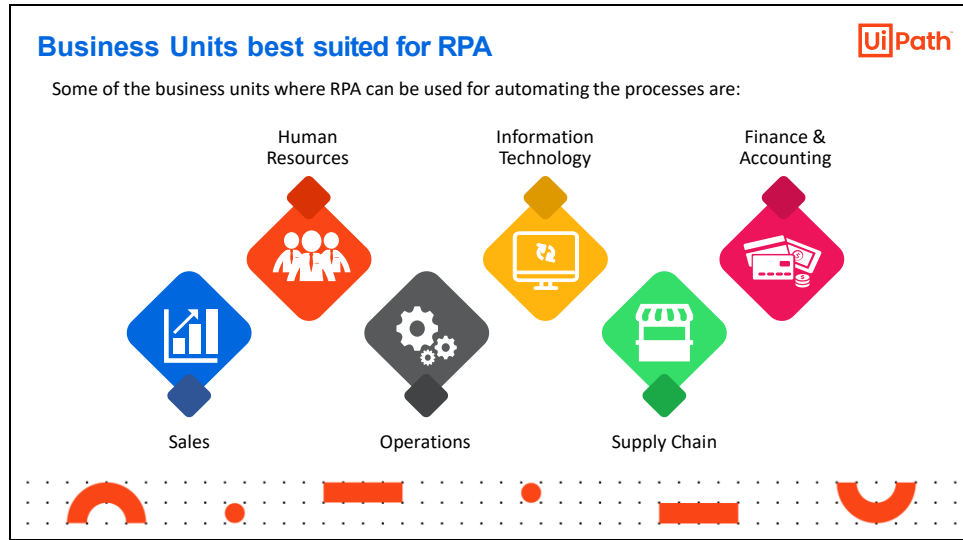 Business Units best suited for RPA
UiPath
Some of the business units where RPA can be used for automating the processes are:
Human
Resources
Information
Technology
Finance &
Accounting
Sales
Operations
Supply Chain